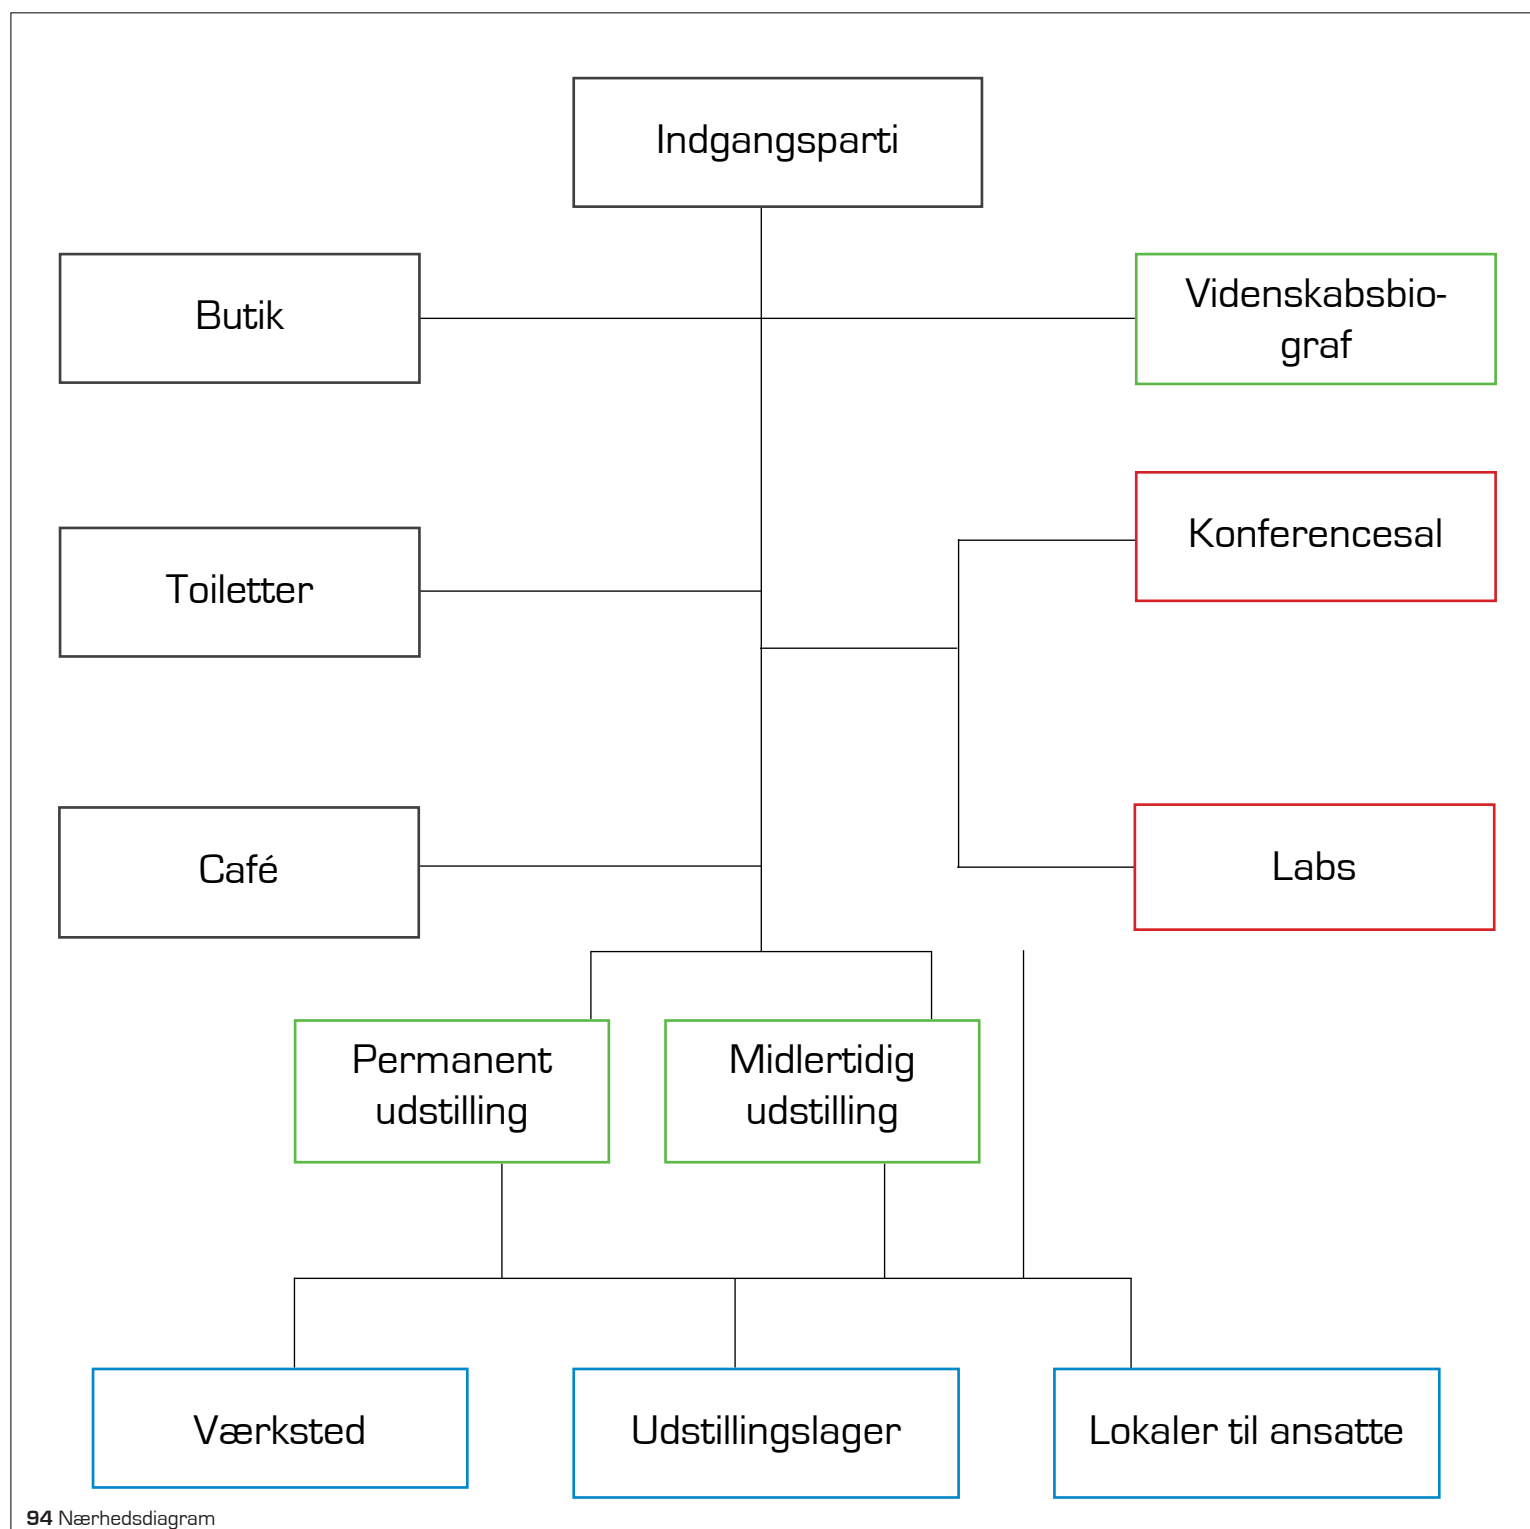 Indgangsparti
Butik
Videnskabsbio-
graf
Konferencesal
Toiletter
Café
Labs
Permanent
udstilling
Midlertidig
udstilling
Værksted
Udstillingslager
Lokaler til ansatte
94 Nærhedsdiagram